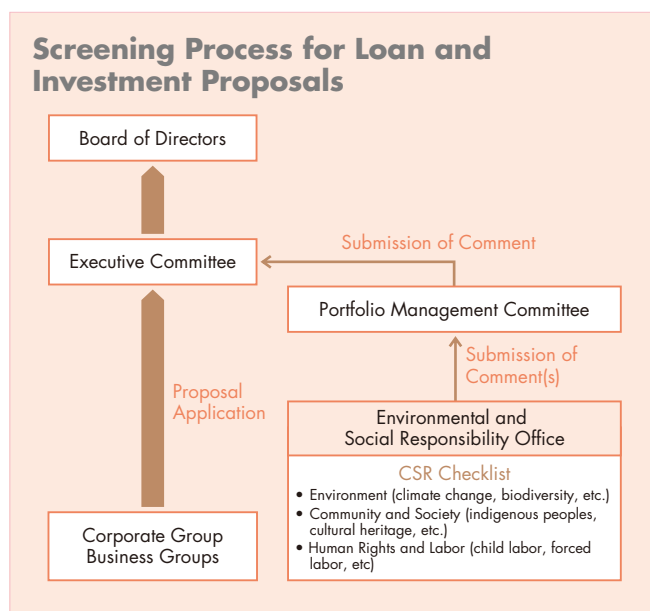 Screening Process for Loan and
Investment Proposals
Board of Directors
Executive Committee
Submission of Comment
Portfolio Management Committee
Submission of
Comment(s)
Proposal
Application
Environmental and
Social Responsibility Office
CSR Checklist
• Environment (climate change, biodiversity, etc.)
• Community and Society (indigenous peoples,
cultural heritage, etc.)
• Human Rights and Labor (child labor, forced
labor, etc)
Corporate Group
Business Groups